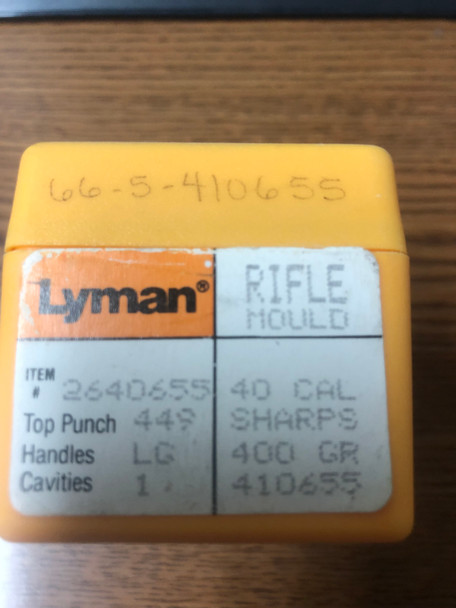 66-5-410655
Lyman®
RIFLE
MOULD
ITEM # 2640655
Top Punch 449
Handles LG
Cavities 1
40 CAL
SHARPS
400 GR
410655